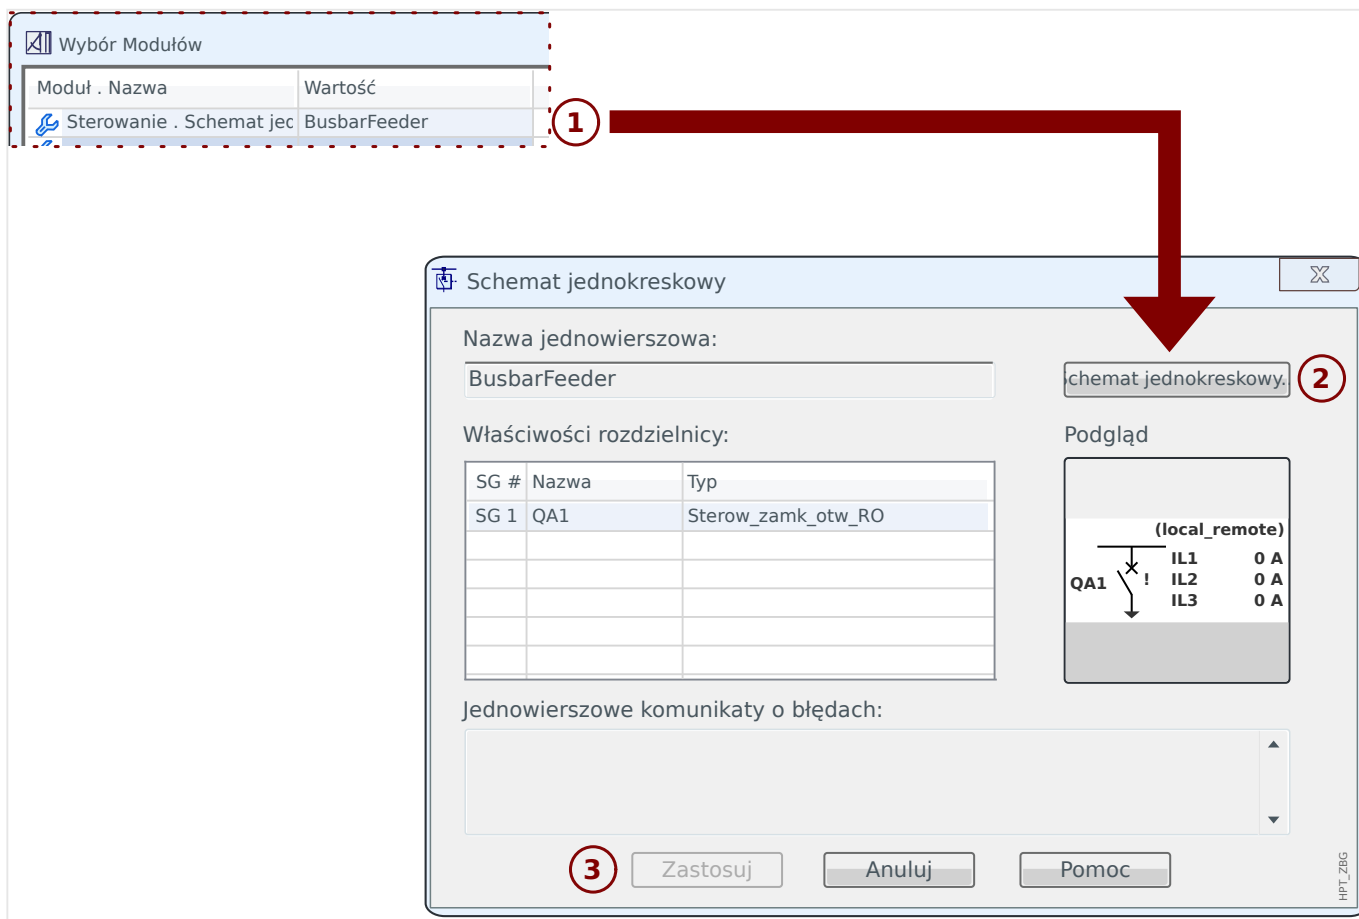 Wybór Modułów
Moduł . Nazwa Wartość
Sterowanie . Schemat jec BusbarFeeder
1
Schemat jednokreskowy
X
Nazwa jednowierszowa:
BusbarFeeder
chemat jednokreskowy..
2
Właściwości rozdzielnicy:
Podgląd
SG # Nazwa Typ
SG 1 QA1 Sterow_zamk_otw_RO
(local_remote)
IL1 0 A
QA1 ! IL2 0 A
IL3 0 A
Jednowierszowe komunikaty o błędach:
3
Zastosuj Anuluj Pomoc
HPT_ZBG